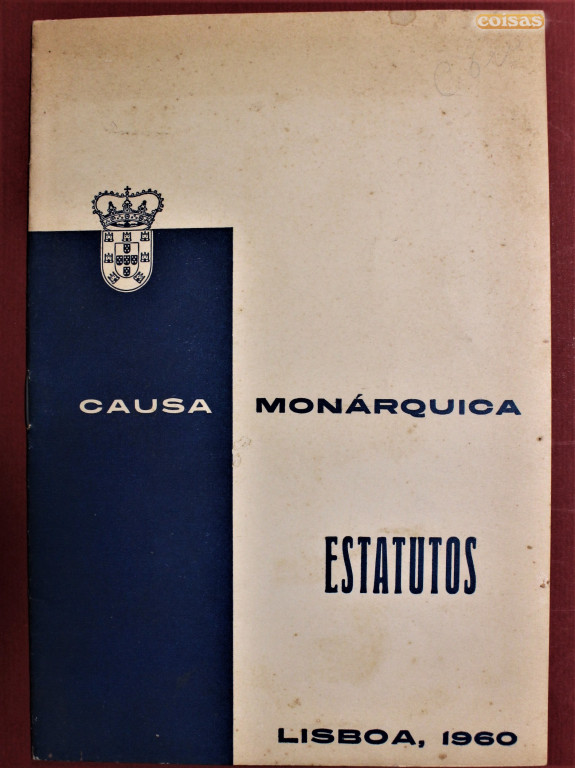 coisas
CAUSA MONÁRQUICA
ESTATUTOS
LISBOA, 1960